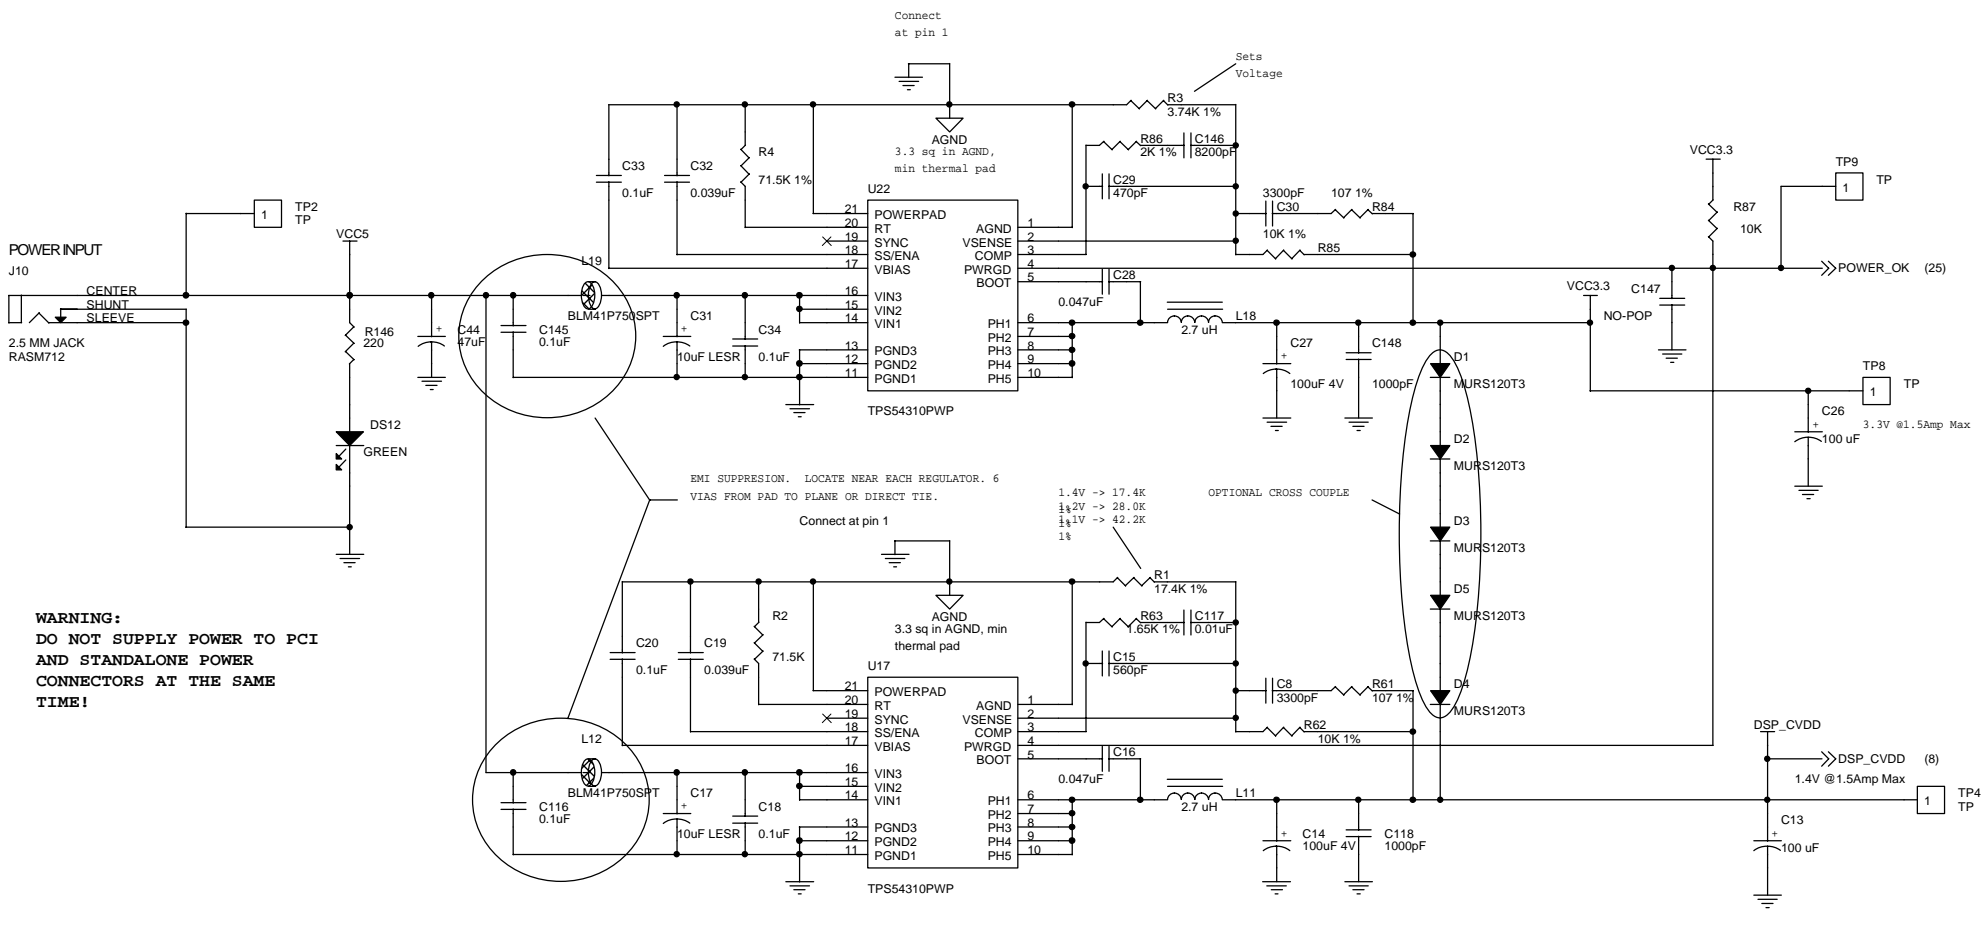 Connect
at pin 1
Sets
Voltage
R3
3.74K 1%
AGND
3.3 sq in AGND,
min thermal pad
R86
2K 1%
C146
8200pF
C33
0.1uF
C32
0.039uF
R4
71.5K 1%
C29
470pF
3300pF
C30
107 1%
R84
10K 1%
R85
U22
21
POWERPAD
20
RT
19
SYNC
18
SS/ENA
17
VBIAS
16
VIN3
15
VIN2
14
VIN1
13
PGND3
12
PGND2
11
PGND1
AGND
1
VSENSE
2
COMP
3
PWRGD
4
BOOT
5
PH1
6
PH2
7
PH3
8
PH4
9
PH5
10
TPS54310PWP
VCC3.3
R87
10K
TP9
1
TP
POWER_OK (25)
1
TP2
TP
VCC5
POWER INPUT
J10
CENTER
SHUNT
SLEEVE
2.5 MM JACK
RASM712
R146
220
C44
47uF
L19
BLM41P750SPT
C145
0.1uF
C31
10uF LESR
C34
0.1uF
C28
0.047uF
2.7 uH
L18
C27
100uF 4V
C148
1000pF
VCC3.3
C147
NO-POP
TP8
1
TP
C26
100 uF
3.3V @1.5Amp Max
DS12
GREEN
D1
MURS120T3
D2
MURS120T3
D3
MURS120T3
D5
MURS120T3
D4
MURS120T3
EMI SUPPRESION. LOCATE NEAR EACH REGULATOR. 6
VIAS FROM PAD TO PLANE OR DIRECT TIE.
1.4V -> 17.4K
1%
1.2V -> 28.0K
1%
1.1V -> 42.2K
1%
OPTIONAL CROSS COUPLE
Connect at pin 1
R1
17.4K 1%
AGND
3.3 sq in AGND, min
thermal pad
R63
1.65K 1%
C117
0.01uF
C20
0.1uF
C19
0.039uF
R2
71.5K
C15
560pF
C8
3300pF
R61
107 1%
R62
10K 1%
WARNING:
DO NOT SUPPLY POWER TO PCI
AND STANDALONE POWER
CONNECTORS AT THE SAME
TIME!
U17
21
POWERPAD
20
RT
19
SYNC
18
SS/ENA
17
VBIAS
16
VIN3
15
VIN2
14
VIN1
13
PGND3
12
PGND2
11
PGND1
AGND
1
VSENSE
2
COMP
3
PWRGD
4
BOOT
5
PH1
6
PH2
7
PH3
8
PH4
9
PH5
10
TPS54310PWP
L12
BLM41P750SPT
C116
0.1uF
C17
10uF LESR
C18
0.1uF
C16
0.047uF
2.7 uH
L11
C14
100uF 4V
C118
1000pF
DSP_CVDD
DSP_CVDD (8)
1.4V @1.5Amp Max
1
TP4
TP
C13
100 uF